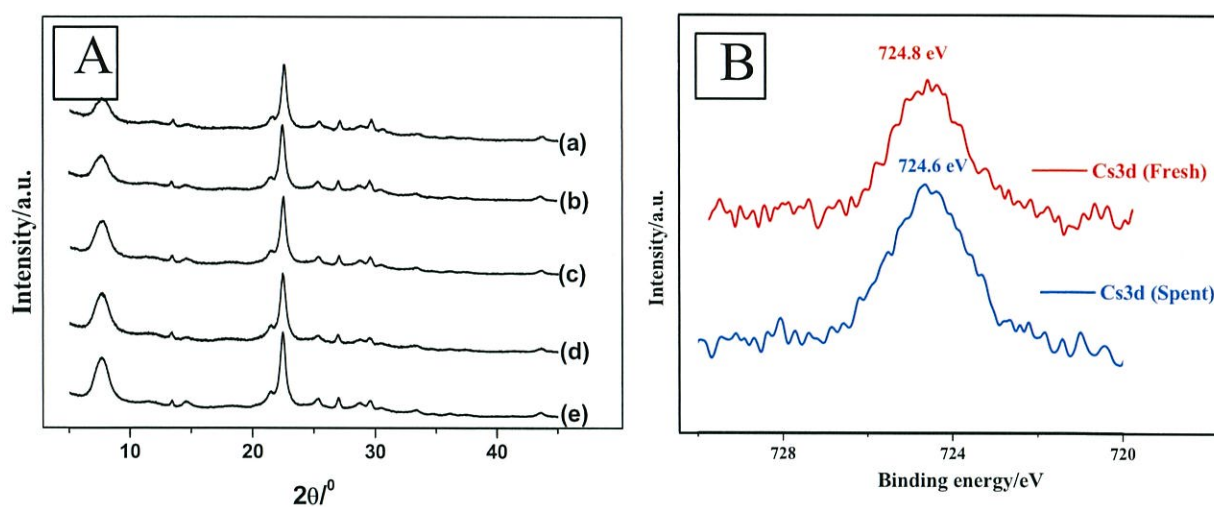 A
Intensity/a.u.
(a)
(b)
(c)
(d)
(e)
10
20
30
40
2θ/⁰
B
724.8 eV
724.6 eV
Cs3d (Fresh)
Cs3d (Spent)
Intensity/a.u.
728
724
720
Binding energy/eV